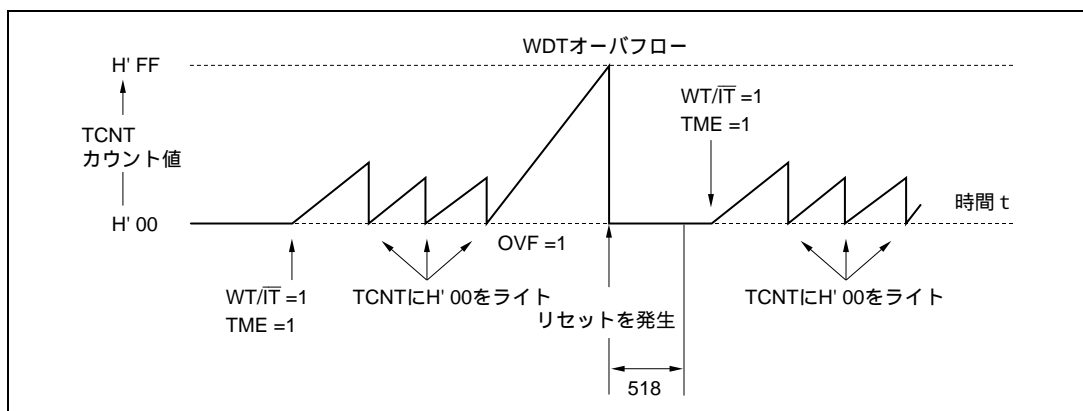 WDTオーバフロー
H' FF
WT/IT =1
TME =1
TCNT
カウント値
時間 t
H' 00
OVF =1
WT/IT =1
TME =1
TCNTにH' 00をライト
TCNTにH' 00をライト
リセットを発生
518